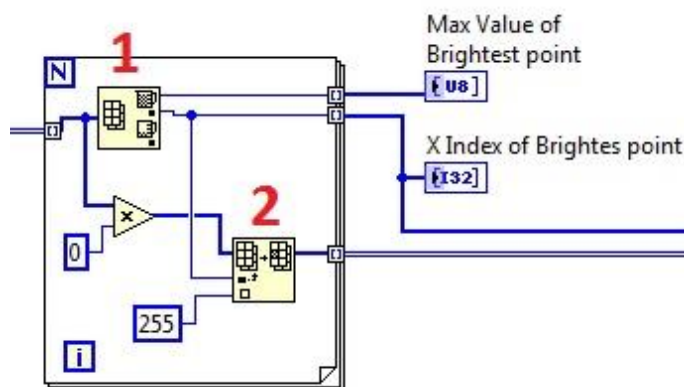 Max Value of
Brightest point
1
N
[U8]
X Index of Brightes point
[I32]
x
2
0
255
i